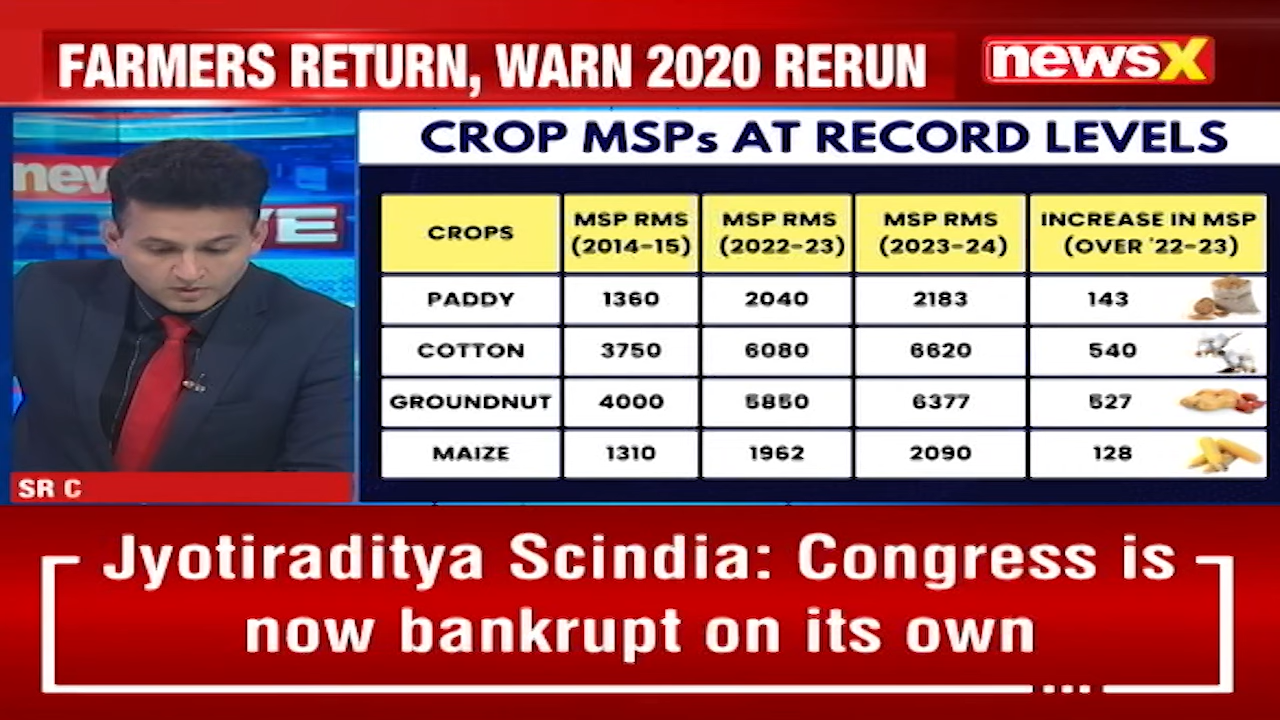 FARMERS RETURN, WARN 2020 RERUN
newsX
new
VE
SR C
CROP MSPs AT RECORD LEVELS
CROPS MSP RMS (2014-15) MSP RMS (2022-23) MSP RMS (2023-24) INCREASE IN MSP (OVER '22-23)
PADDY 1360 2040 2183 143
COTTON 3750 6080 6620 540
GROUNDNUT 4000 5850 6377 527
MAIZE 1310 1962 2090 128
Jyotiraditya Scindia: Congress is
now bankrupt on its own